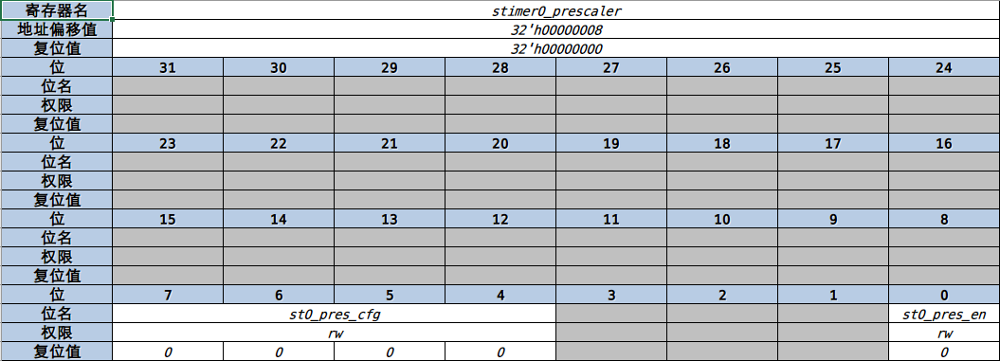 寄存器名 stimer0_prescaler
地址偏移值 32'h00000008
复位值 32'h00000000
位 31 30 29 28 27 26 25 24
位名
权限
复位值
位 23 22 21 20 19 18 17 16
位名
权限
复位值
位 15 14 13 12 11 10 9 8
位名
权限
复位值
位 7 6 5 4 3 2 1 0
位名 st0_pres_cfg st0_pres_en
权限 rw rw
复位值 0 0 0 0 0